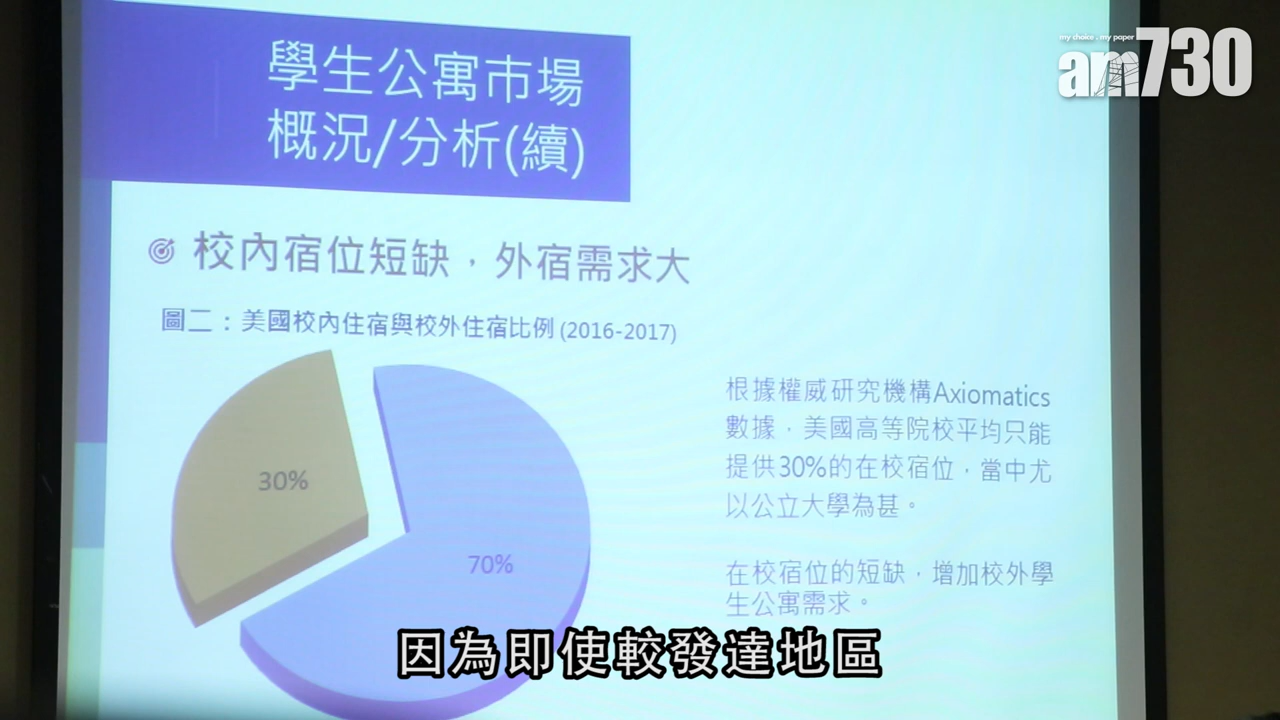 my choice . my paper
am730
學生公寓市場
概況/分析(續)
校內宿位短缺，外宿需求大
圖二：美國校內住宿與校外住宿比例 (2016-2017)
30%
70%
根據權威研究機構Axiomatics
數據，美國高等院校平均只能
提供30%的在校宿位，當中尤
以公立大學為甚。
在校宿位的短缺，增加校外學
生公寓需求。
因為即使較發達地區